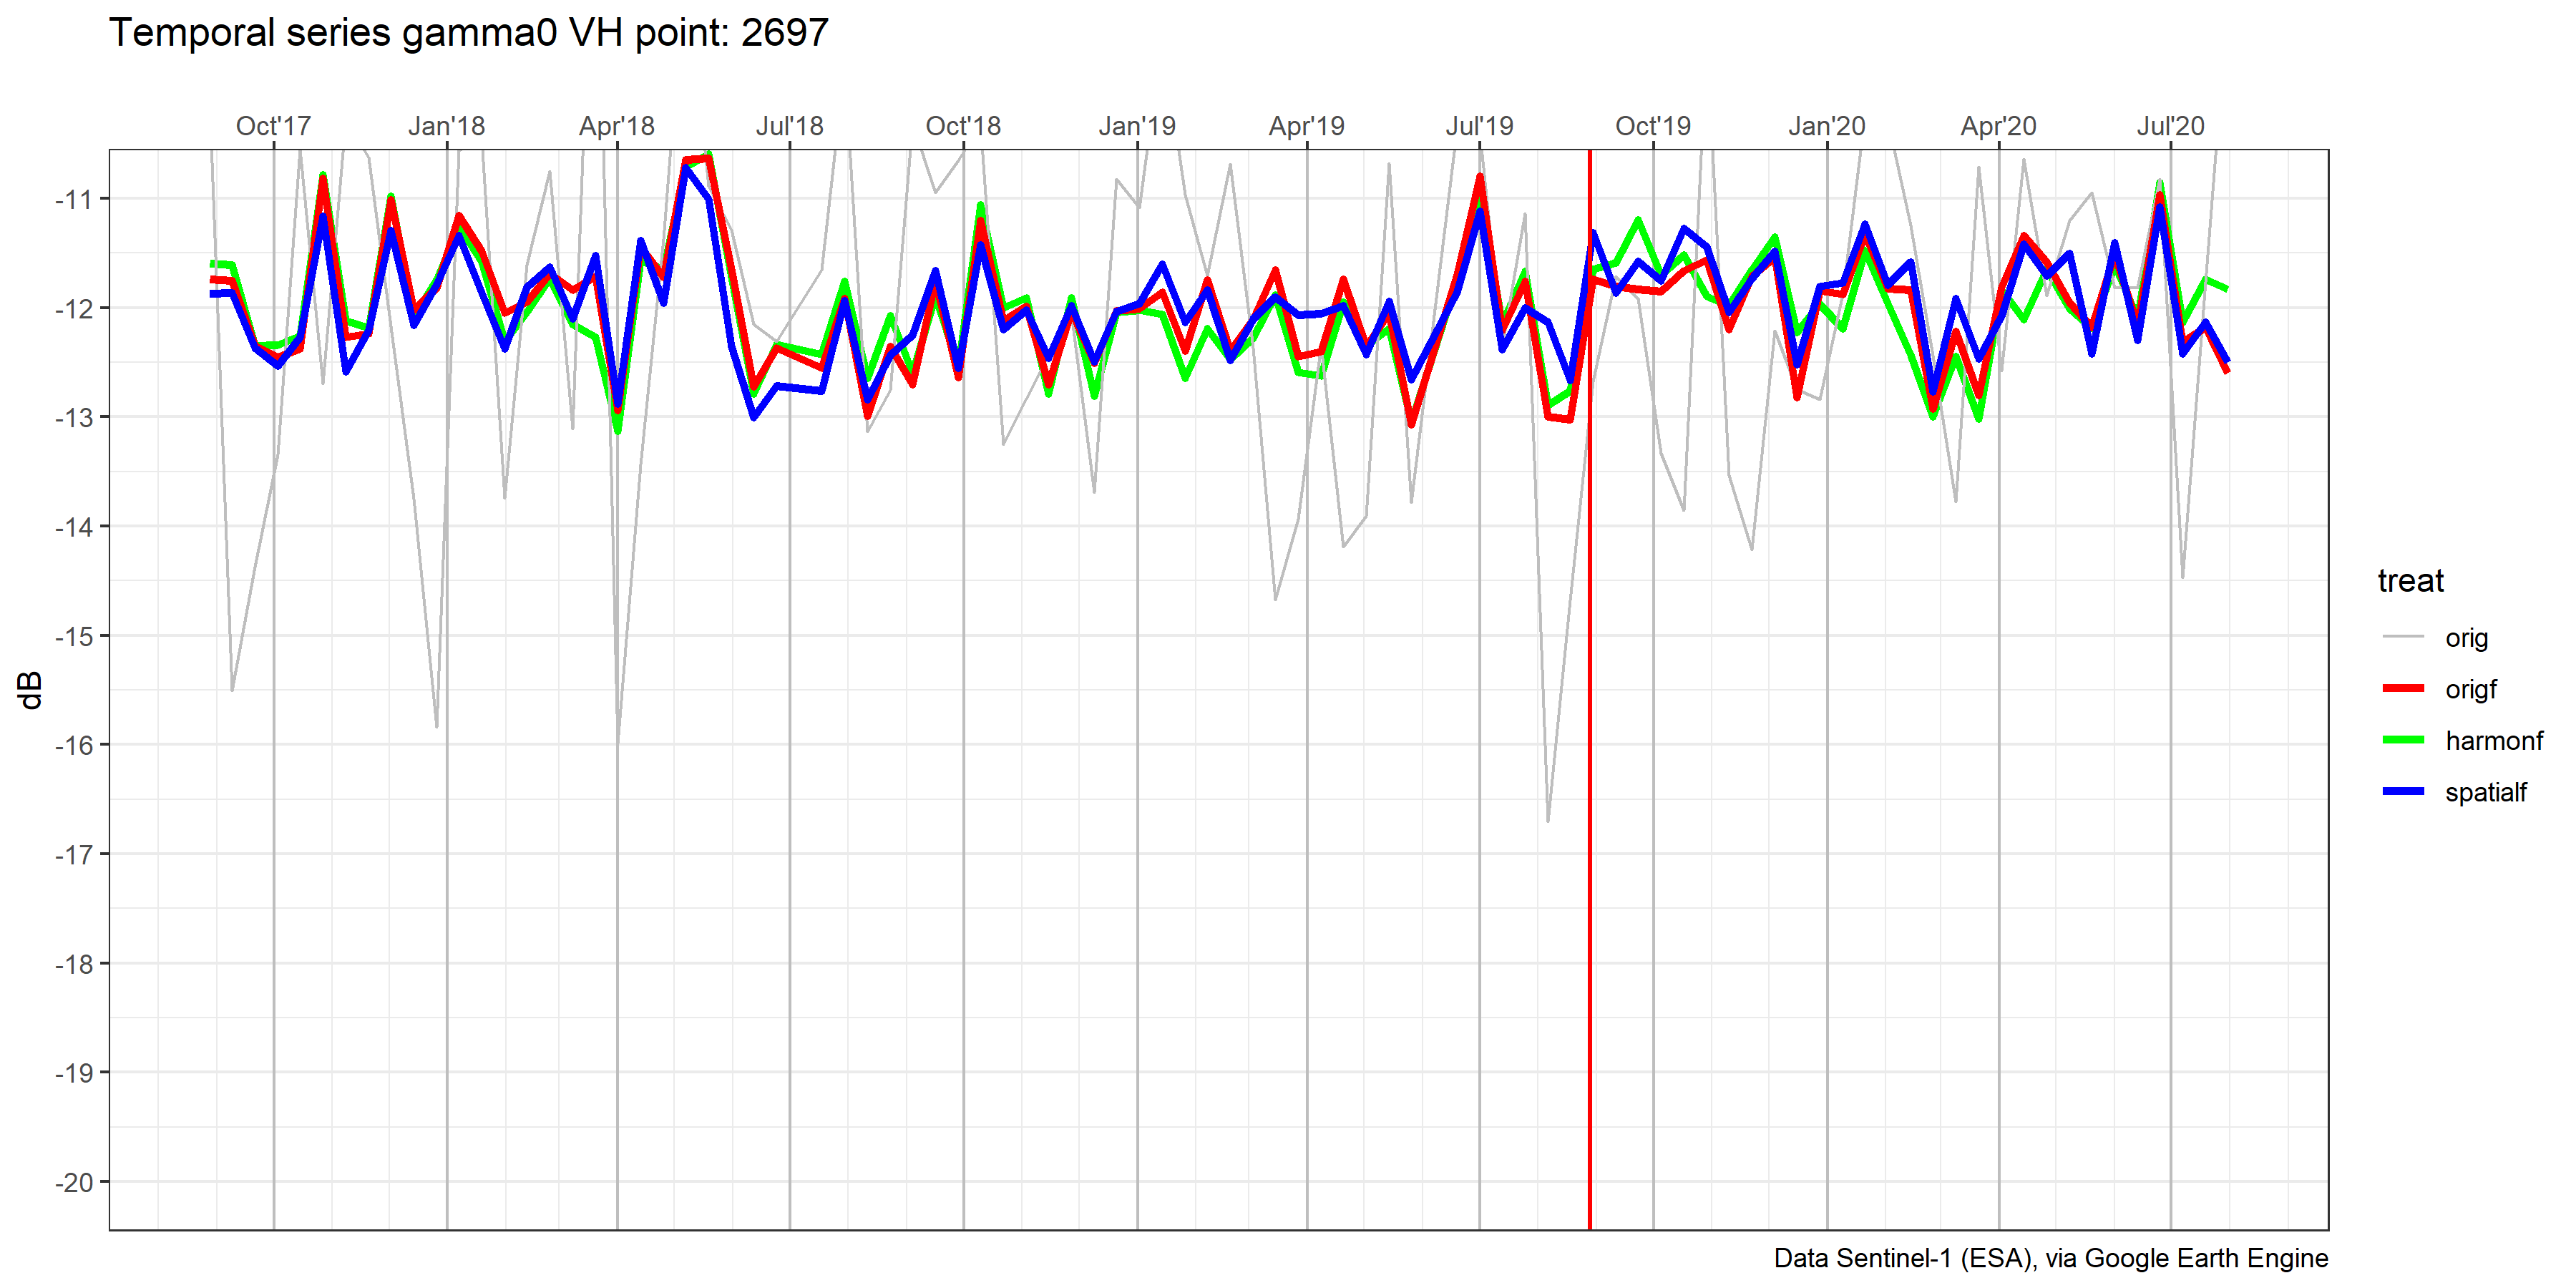 Temporal series gamma0 VH point: 2697
Oct'17 Jan'18 Apr'18 Jul'18 Oct'18 Jan'19 Apr'19 Jul'19 Oct'19 Jan'20 Apr'20 Jul'20
-11
-12
-13
-14
-15
-16
-17
-18
-19
-20
dB
treat
orig
origf
harmonf
spatialf
Data Sentinel-1 (ESA), via Google Earth Engine